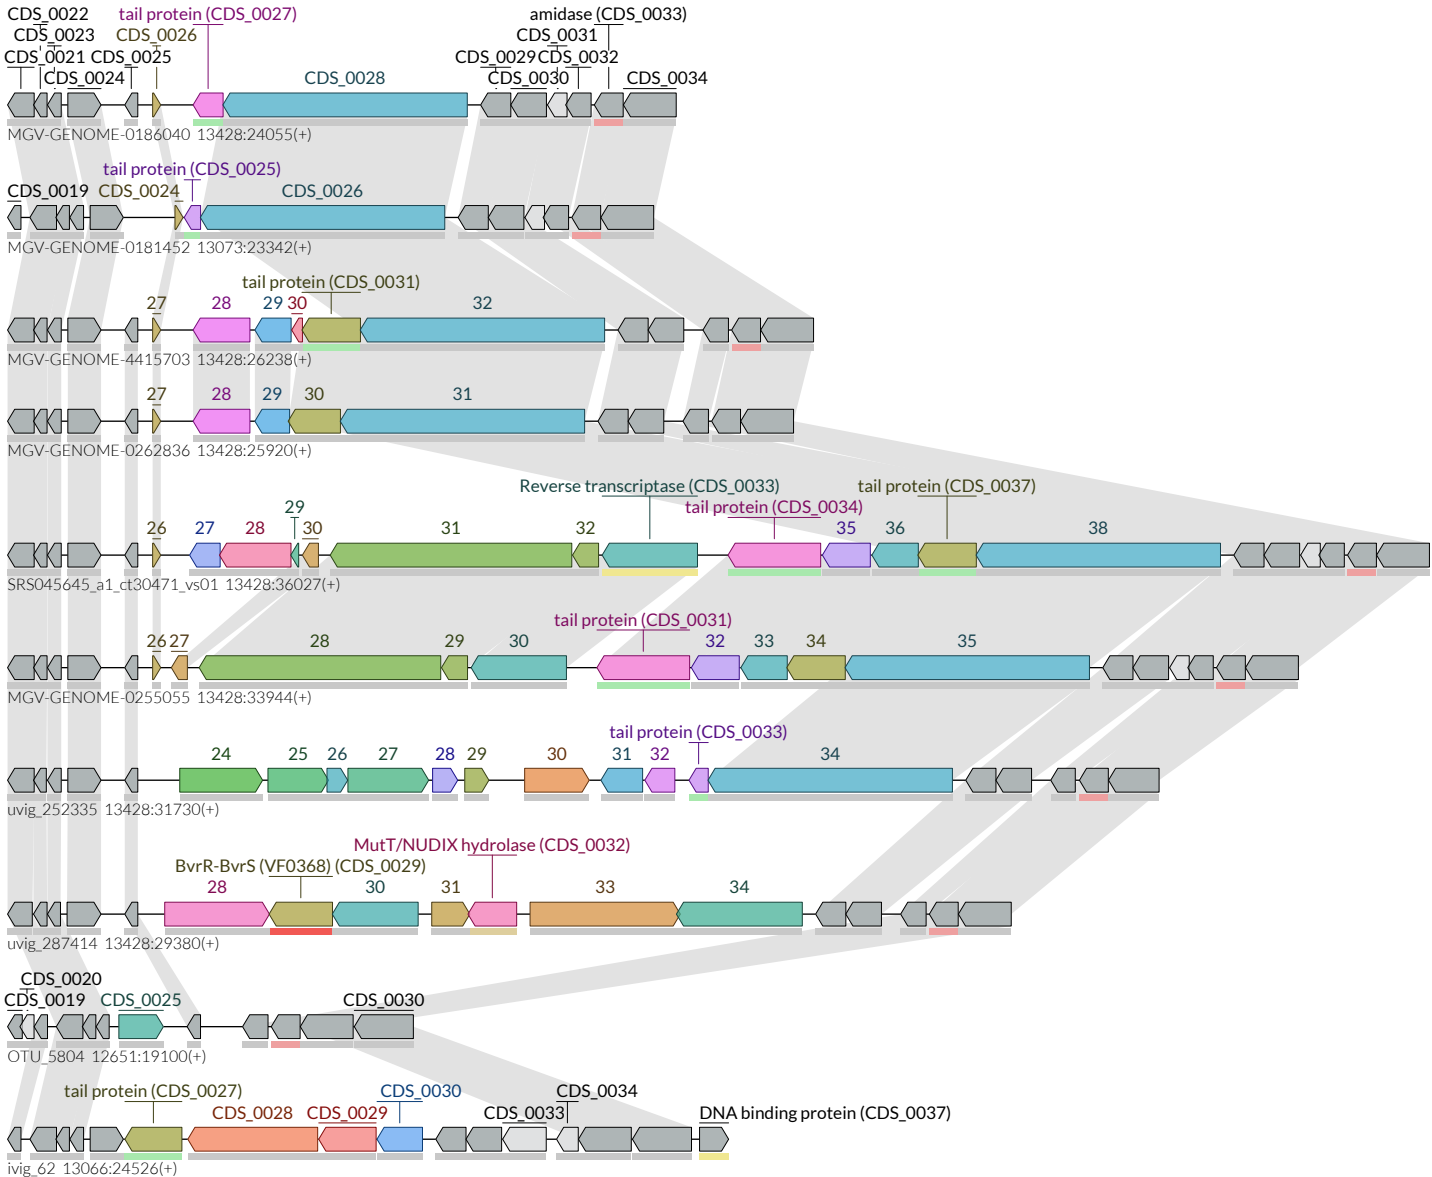 CDS_0022 tail protein (CDS_0027) amidase (CDS_0033)
CDS_0023 CDS_0026 CDS_0031
CDS_0021 CDS_0025 CDS_0029 CDS_0032
CDS_0024 CDS_0028 CDS_0030 CDS_0034
MGV-GENOME-0186040 13428:24055(+)
tail protein (CDS_0025)
CDS_0019 CDS_0024 CDS_0026
MGV-GENOME-0181452 13073:23342(+)
tail protein (CDS_0031)
27 28 29 30 32
MGV-GENOME-4415703 13428:26238(+)
27 28 29 30 31
MGV-GENOME-0262836 13428:25920(+)
Reverse transcriptase (CDS_0033) tail protein (CDS_0037)
29 tail protein (CDS_0034)
26 27 28 30 31 32 35 36 38
SRS045645_a1_ct30471_vs01 13428:36027(+)
tail protein (CDS_0031)
26 27 28 29 30 32 33 34 35
MGV-GENOME-0255055 13428:33944(+)
tail protein (CDS_0033)
24 25 26 27 28 29 30 31 32 34
uvig_252335 13428:31730(+)
MutT/NUDIX hydrolase (CDS_0032)
BvrR-BvrS (VF0368) (CDS_0029)
28 30 31 33 34
uvig_287414 13428:29380(+)
CDS_0020
CDS_0019 CDS_0025 CDS_0030
OTU_5804 12651:19100(+)
tail protein (CDS_0027) CDS_0030 CDS_0034
CDS_0028 CDS_0029 CDS_0033 DNA binding protein (CDS_0037)
ivig_62 13066:24526(+)